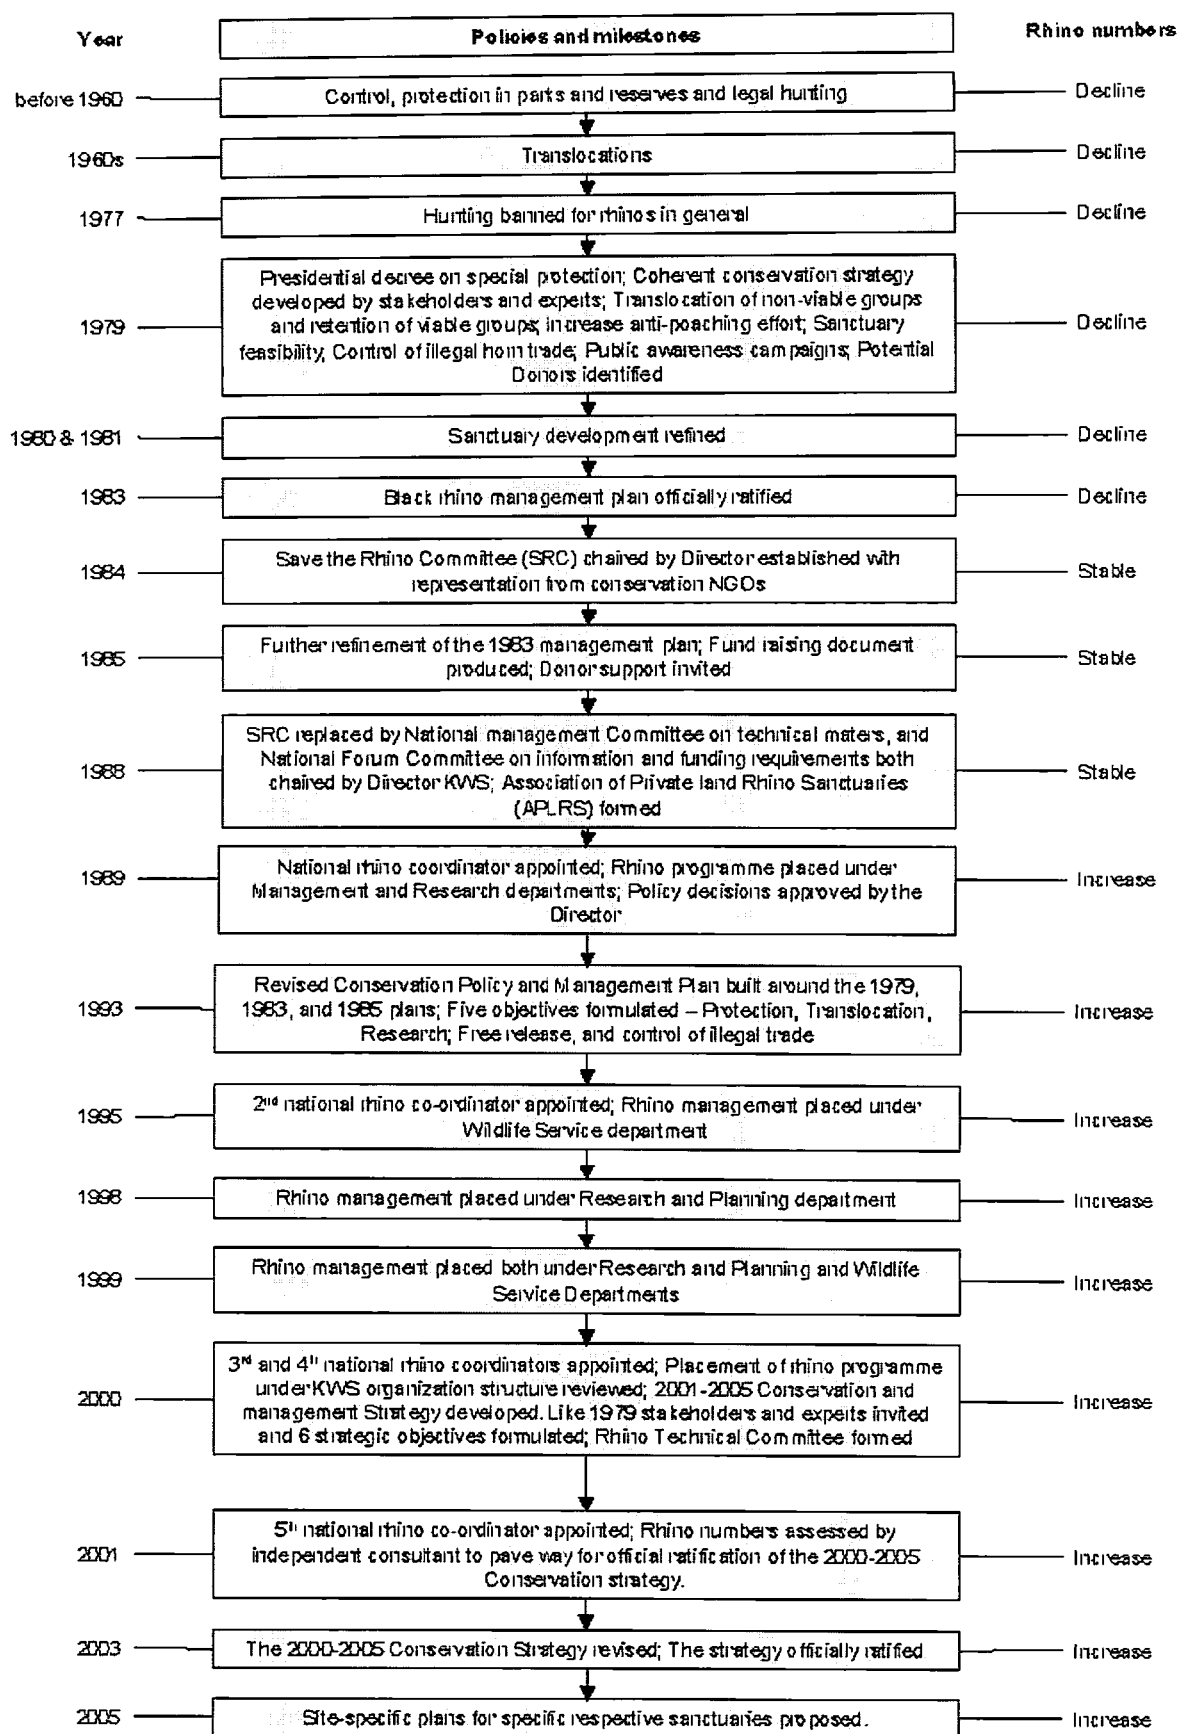 Year Policies and milestones Rhino numbers
before 1960 Control, protection in parks and reserves and legal hunting Decline
1960s Translocations Decline
1977 Hunting banned for rhinos in general Decline
Presidential decree on special protection; Coherent conservation strategy
developed by stakeholders and experts; Translocation of non-viable groups
1979 and retention of viable groups; increase anti-poaching effort; Sanctuary Decline
feasibility; Control of illegal horn trade; Public awareness campaigns; Potential
Donors identified
1980 & 1981 Sanctuary development refined Decline
1983 Black rhino management plan officially ratified Decline
1984 Save the Rhino Committee (SRC) chaired by Director established with Stable
representation from conservation NGOs
1985 Further refinement of the 1983 management plan; Fund raising document Stable
produced; Donor support invited
SRC replaced by National management Committee on technical maters, and
1988 National Forum Committee on information and funding requirements both Stable
chaired by Director KWS; Association of Private land Rhino Sanctuaries
(APLRS) formed
National rhino coordinator appointed; Rhino programme placed under
1989 Management and Research departments; Policy decisions approved by the Increase
Director
Revised Conservation Policy and Management Plan built around the 1979,
1993 1983, and 1985 plans; Five objectives formulated – Protection, Translocation, Increase
Research; Free release, and control of illegal trade
1995 2nd national rhino co-ordinator appointed; Rhino management placed under Increase
Wildlife Service department
1998 Rhino management placed under Research and Planning department Increase
1999 Rhino management placed both under Research and Planning and Wildlife Increase
Service Departments
3rd and 4th national rhino coordinators appointed; Placement of rhino programme
2000 under KWS organization structure reviewed; 2001-2005 Conservation and Increase
management Strategy developed. Like 1979 stakeholders and experts invited
and 6 strategic objectives formulated; Rhino Technical Committee formed
5th national rhino co-ordinator appointed; Rhino numbers assessed by
2001 independent consultant to pave way for official ratification of the 2000-2005 Increase
Conservation strategy.
2003 The 2000-2005 Conservation Strategy revised; The strategy officially ratified Increase
2005 Site-specific plans for specific respective sanctuaries proposed. Increase